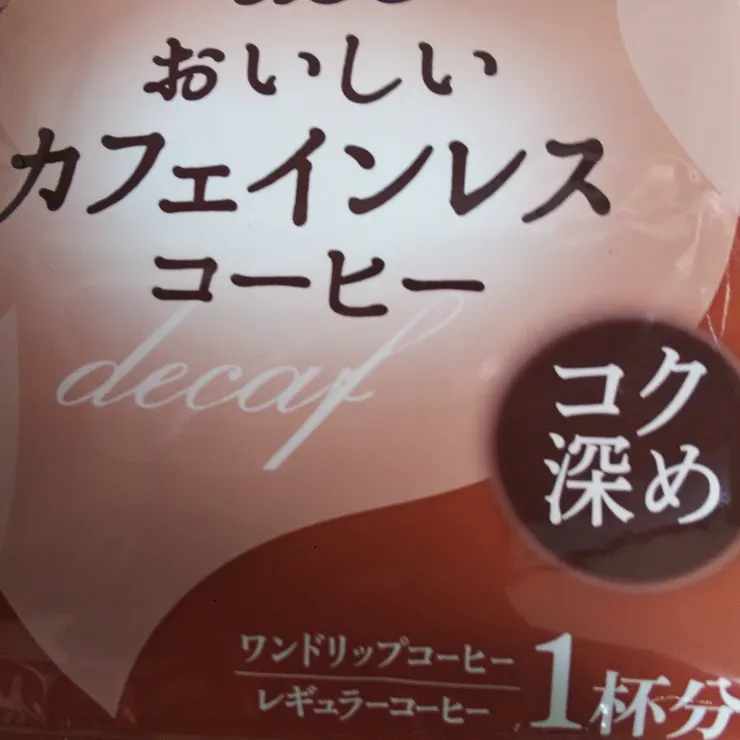 おいしい
カフェインレス
コーヒー
decaf
コク
深め
ワンドリップコーヒー
レギュラーコーヒー
1杯分